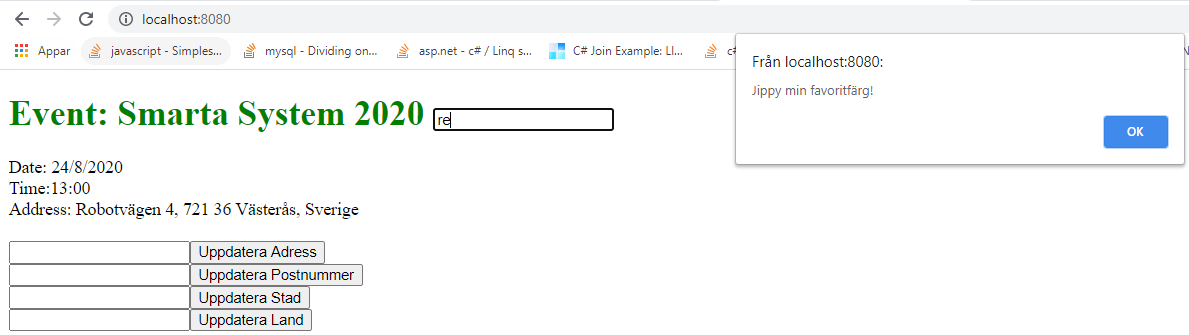 localhost:8080
Appar
javascript - Simples...
mysql - Dividing on...
asp.net - c# / Linq s...
C# Join Example: LI...
c#
N
Från localhost:8080:
Jippy min favoritfärg!
OK
Event: Smarta System 2020
re
Date: 24/8/2020
Time:13:00
Address: Robotvägen 4, 721 36 Västerås, Sverige
Uppdatera Adress
Uppdatera Postnummer
Uppdatera Stad
Uppdatera Land